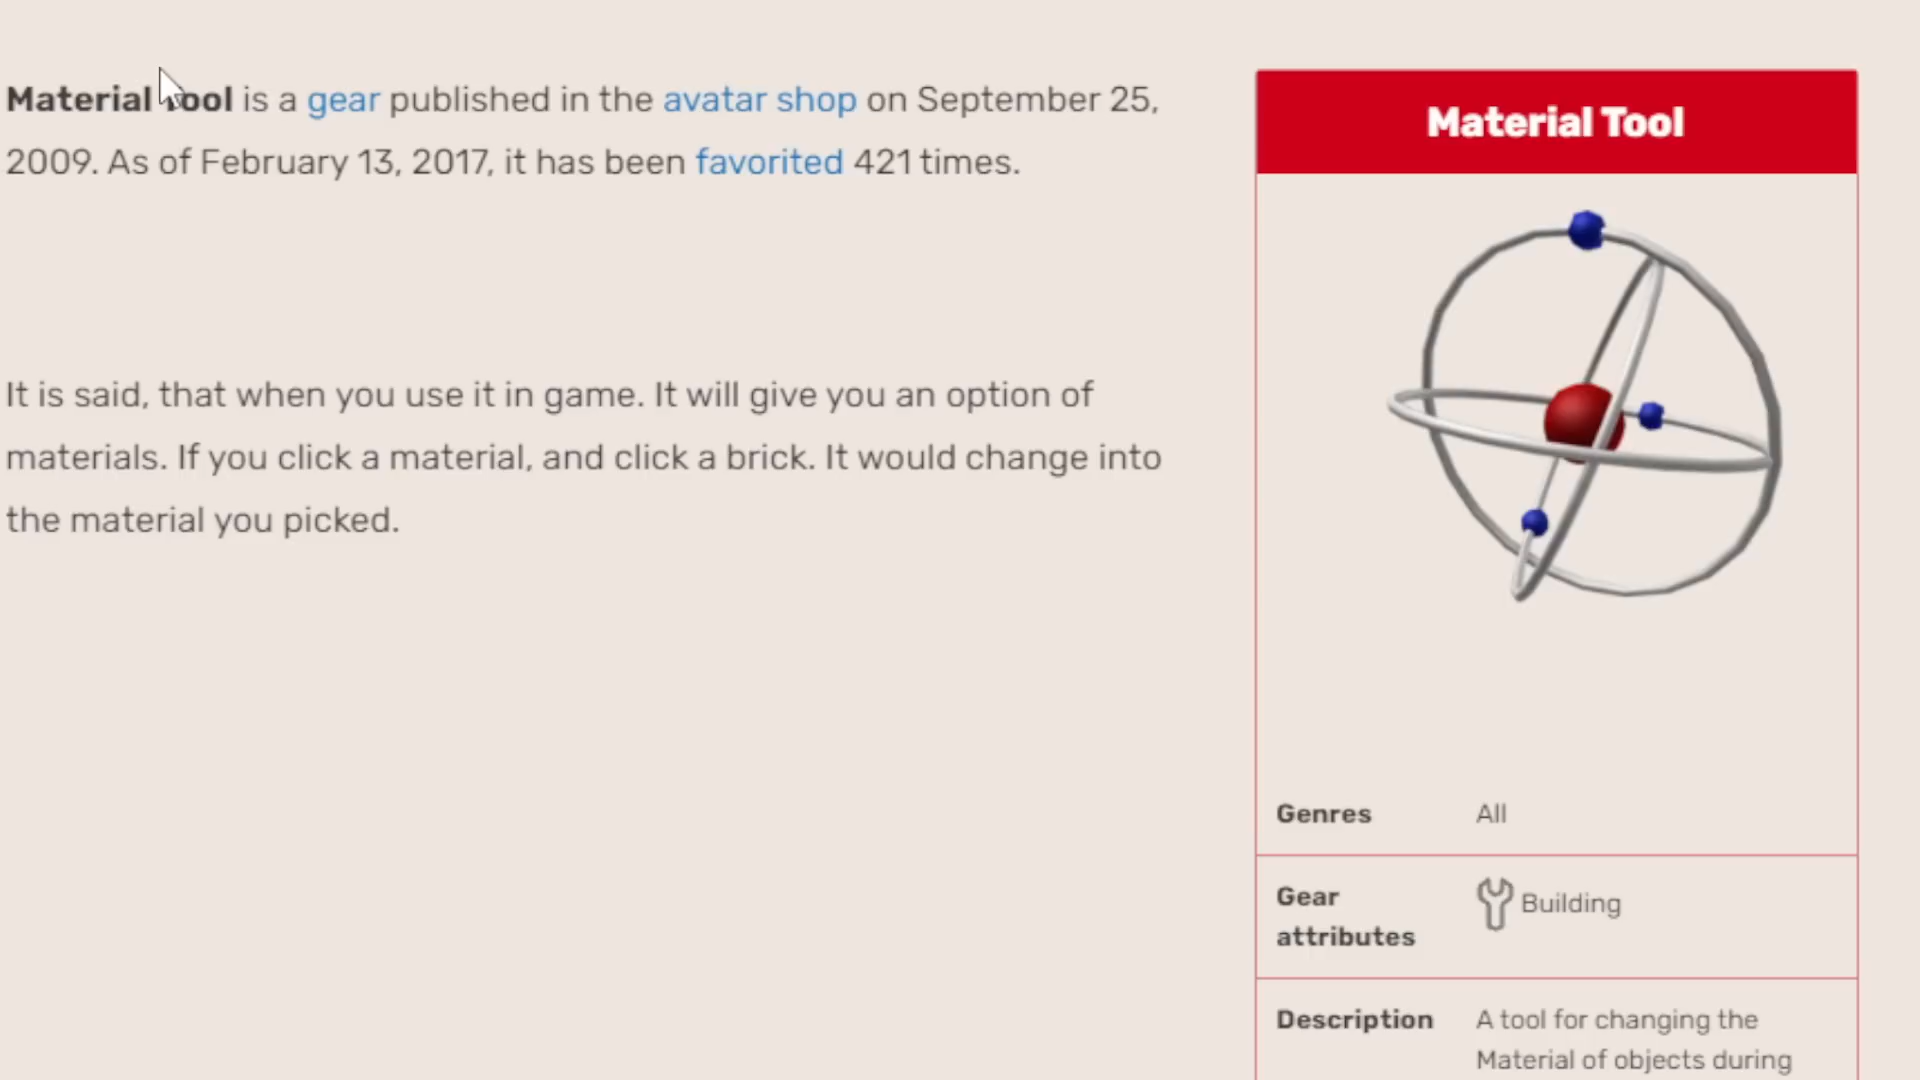 Material Tool is a gear published in the avatar shop on September 25,
2009. As of February 13, 2017, it has been favorited 421 times.
It is said, that when you use it in game. It will give you an option of
materials. If you click a material, and click a brick. It would change into
the material you picked.
Material Tool
Genres All
Gear
attributes
Building
Description A tool for changing the
Material of objects during